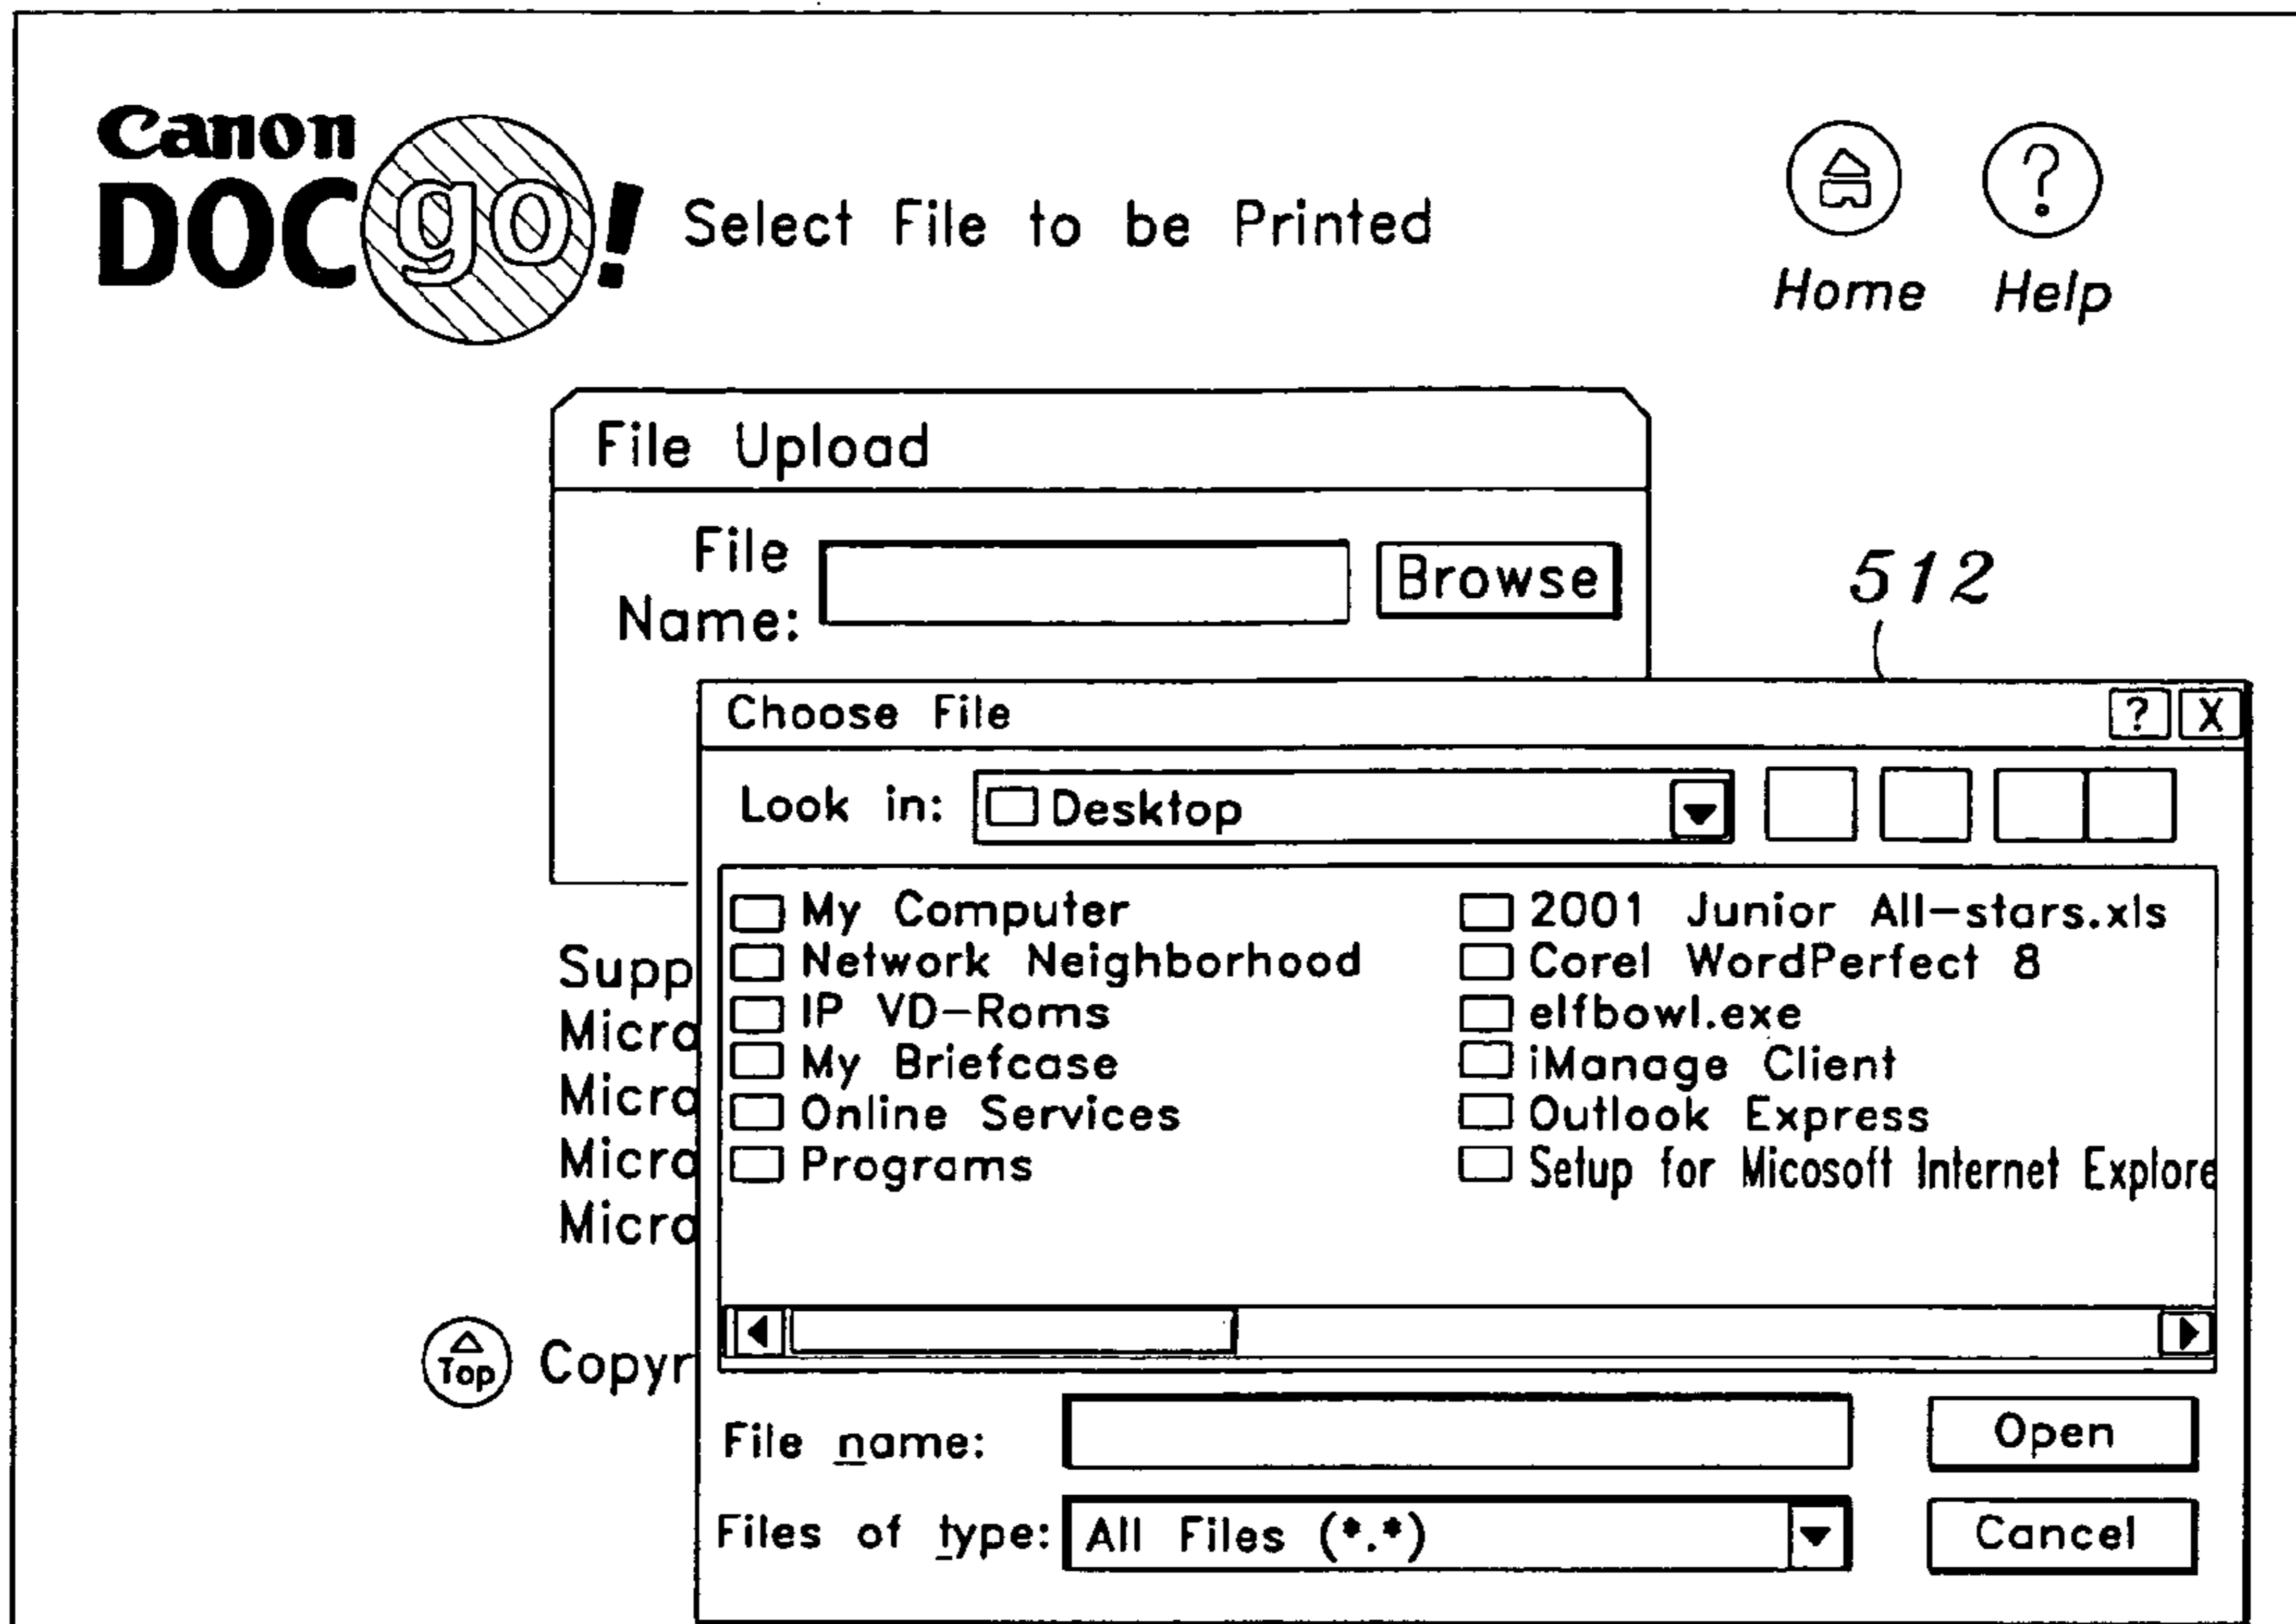 Canon
DOC go! Select File to be Printed
Home Help
File Upload
File
Name: Browse
512
Choose File ? X
Look in: Desktop
My Computer
Network Neighborhood
IP VD-Roms
My Briefcase
Online Services
Programs
2001 Junior All-stars.xls
Corel WordPerfect 8
elfbowl.exe
iManage Client
Outlook Express
Setup for Micosoft Internet Explore
Supp
Micro
Micro
Micro
Micro
Top Copyr
File name: Open
Files of type: All Files (*.*) Cancel